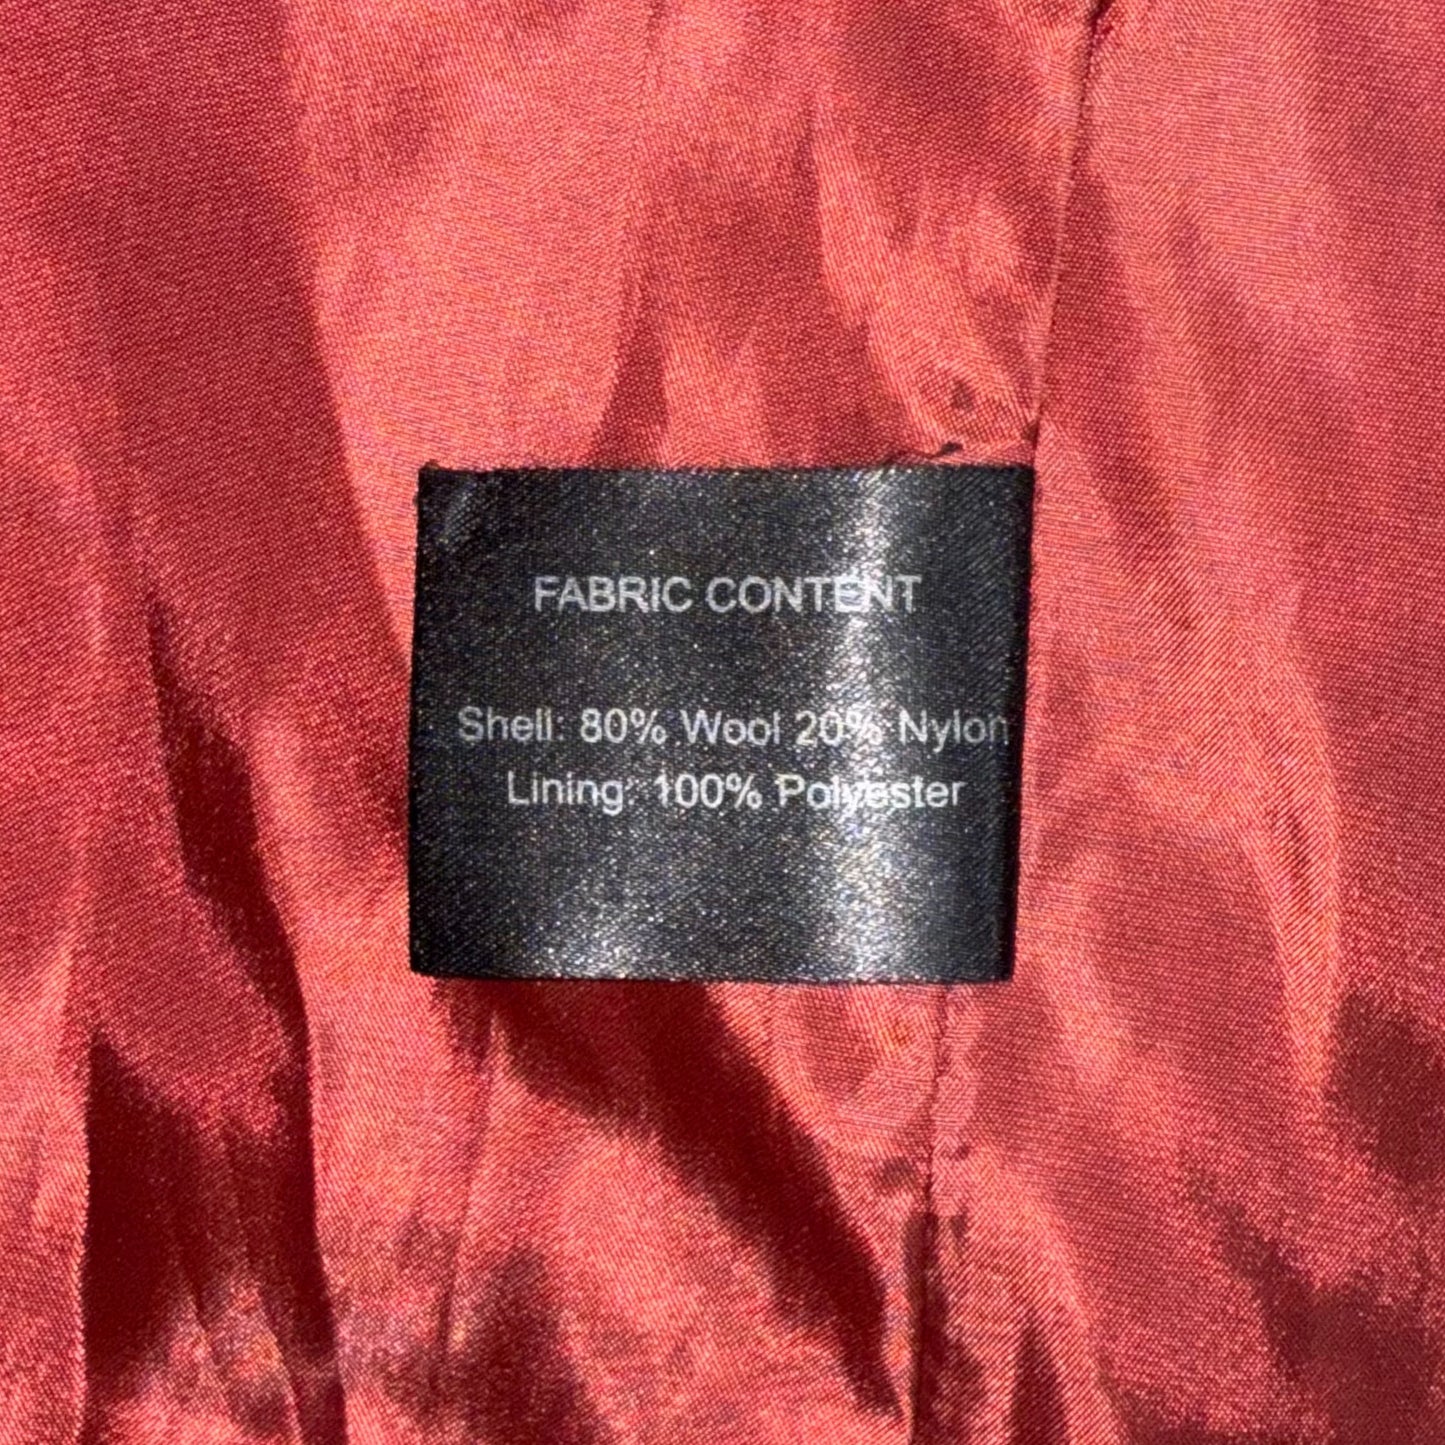 FABRIC CONTENT
Shell: 80% Wool 20% Nylon
Lining: 100% Polyester